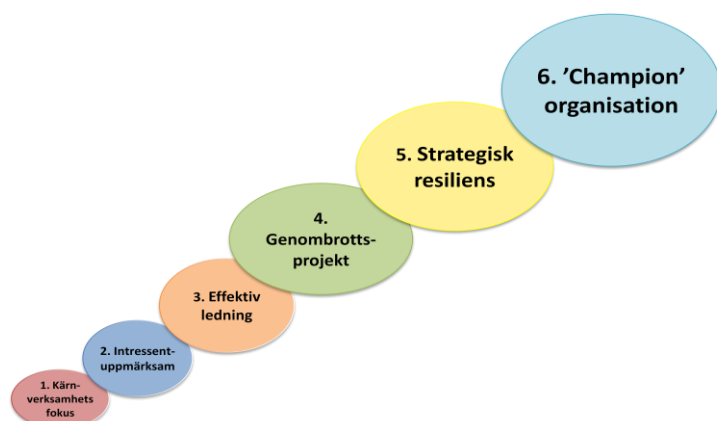 6. ’Champion’
organisation
5. Strategisk
resiliens
4.
Genombrotts-
projekt
3. Effektiv
ledning
2. Intressent-
uppmärksam
1. Kärn-
verksamhets
fokus